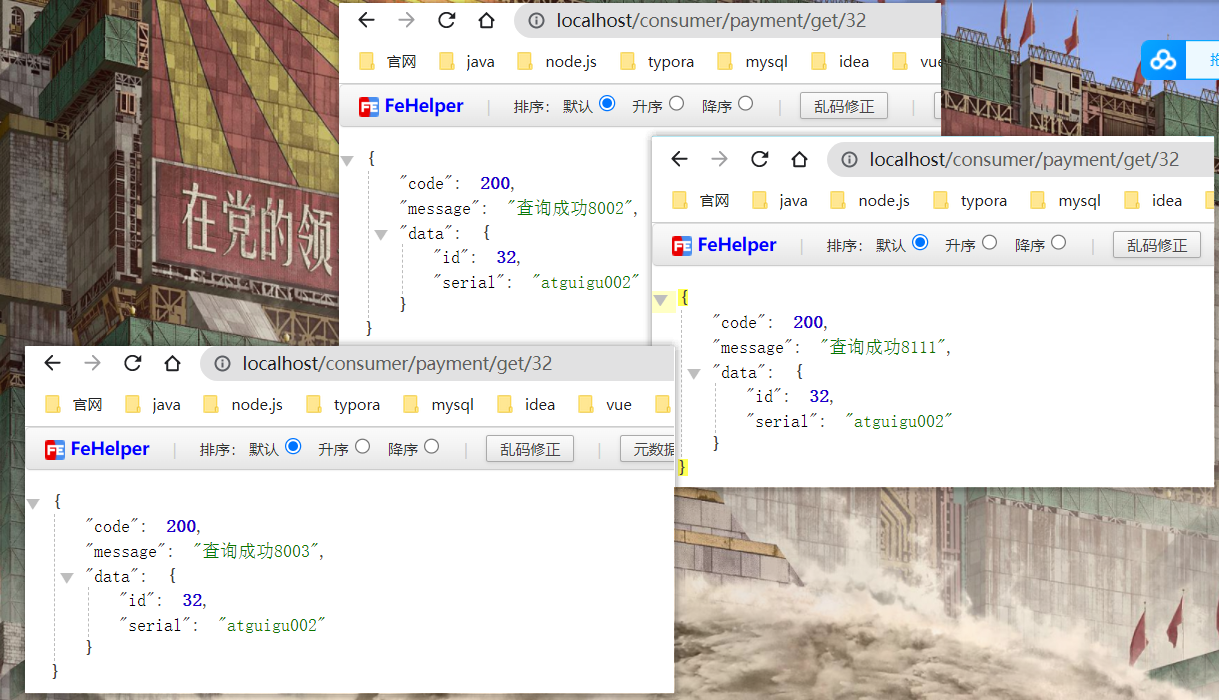 localhost/consumer/payment/get/32
官网 java node.js typora mysql idea vue
FeHelper 排序: 默认 升序 降序 乱码修正
{
"code": 200,
"message": "查询成功8002",
"data": {
"id": 32,
"serial": "atguigu002"
}
}
localhost/consumer/payment/get/32
官网 java node.js typora mysql idea
FeHelper 排序: 默认 升序 降序 乱码修正
{
"code": 200,
"message": "查询成功8111",
"data": {
"id": 32,
"serial": "atguigu002"
}
}
localhost/consumer/payment/get/32
官网 java node.js typora mysql idea vue
FeHelper 排序: 默认 升序 降序 乱码修正 元数据
{
"code": 200,
"message": "查询成功8003",
"data": {
"id": 32,
"serial": "atguigu002"
}
}
在党的领